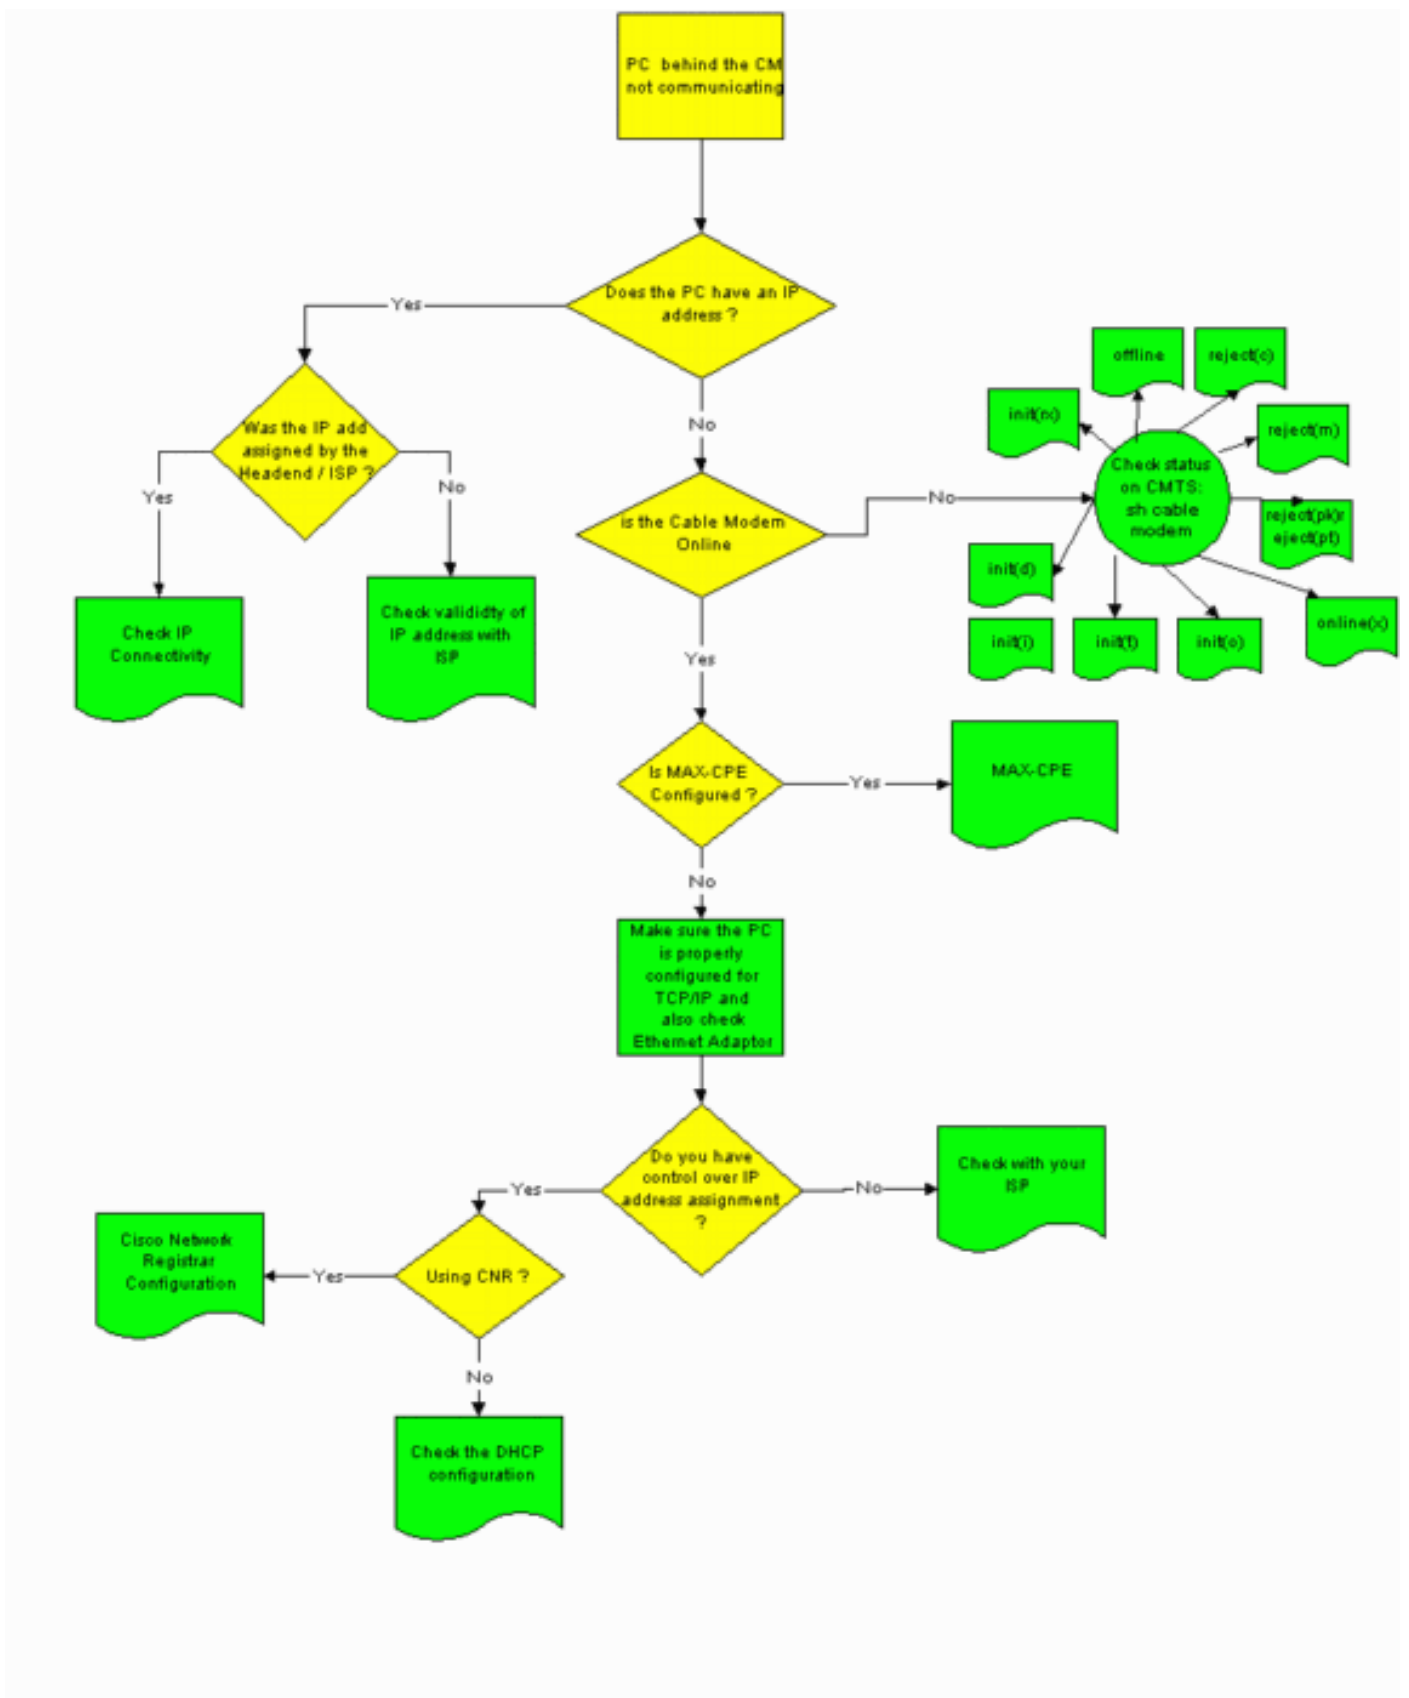 PC behind the CM
not communicating
Does the PC have an IP
address ?
Yes
No
Was the IP add
assigned by the
Headend / ISP ?
Yes
No
Check IP
Connectivity
Check valididty of
IP address with
ISP
is the Cable Modem
Online
No
Yes
Check status
on CMTS:
sh cable
modem
offline
reject(c)
reject(m)
reject(pk)r
eject(pt)
online(x)
init(o)
init(t)
init(i)
init(d)
Is MAX-CPE
Configured ?
Yes
MAX-CPE
No
Make sure the PC
is properly
configured for
TCP/IP and
also check
Ethernet Adaptor
Do you have
control over IP
address assignment
?
No
Check with your
ISP
Yes
Using CNR ?
Yes
Cisco Network
Registrar
Configuration
No
Check the DHCP
configuration